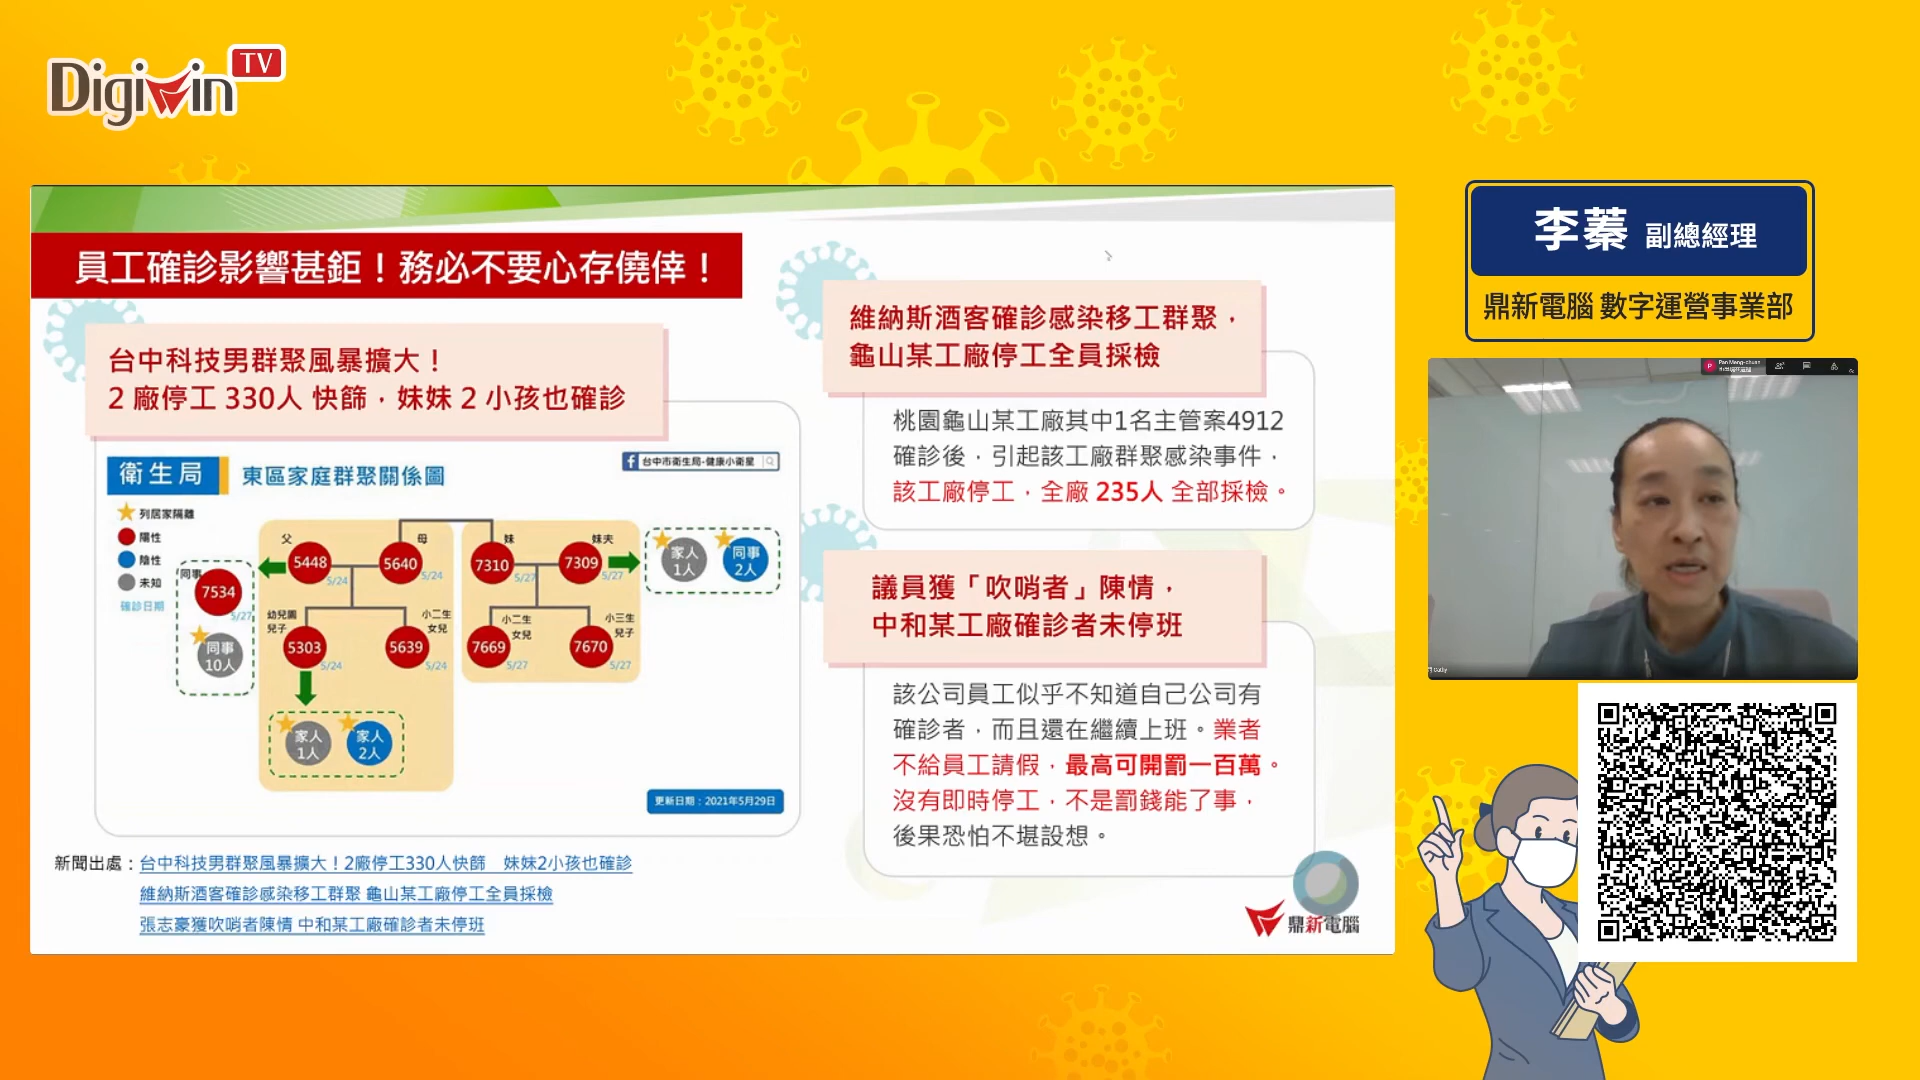 Digiwin TV
員工確診影響甚鉅！務必不要心存僥倖！
台中科技男群聚風暴擴大！
2 廠停工 330人 快篩，妹妹 2 小孩也確診
衛生局
東區家庭群聚關係圖
台中市衛生局-健康小衛星
列居家隔離
陽性
陰性
未知
確診日期
同事
7534
5/27
同事
10人
父
5448
5/24
母
5640
5/24
幼兒園
兒子
5303
5/24
小二生
女兒
5639
5/24
家人
1人
家人
2人
妹
7310
5/27
妹夫
7309
5/27
小二生
女兒
7669
5/27
小三生
兒子
7670
5/27
家人
1人
同事
2人
更新日期：2021年5月29日
新聞出處：台中科技男群聚風暴擴大！2廠停工330人快篩　妹妹2小孩也確診
維納斯酒客確診感染移工群聚 龜山某工廠停工全員採檢
張志豪獲吹哨者陳情 中和某工廠確診者未停班
維納斯酒客確診感染移工群聚，
龜山某工廠停工全員採檢
桃園龜山某工廠其中1名主管案4912
確診後，引起該工廠群聚感染事件，
該工廠停工，全廠 235人 全部採檢。
議員獲「吹哨者」陳情，
中和某工廠確診者未停班
該公司員工似乎不知道自己公司有
確診者，而且還在繼續上班。業者
不給員工請假，最高可開罰一百萬。
沒有即時停工，不是罰錢能了事，
後果恐怕不堪設想。
鼎新電腦
李蓁 副總經理
鼎新電腦 數字運營事業部
Pan Meng-chuan
Cathy